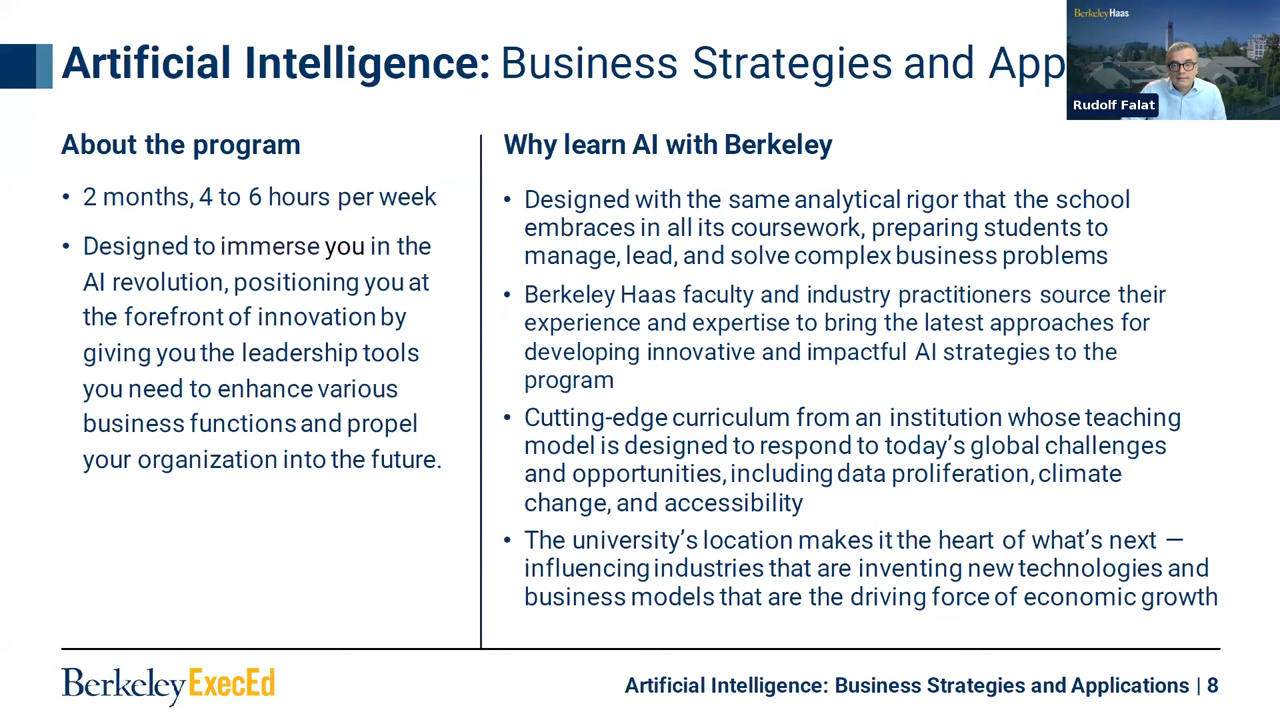 Artificial Intelligence: Business Strategies and App
BerkeleyHaas
Rudolf Falat
About the program
• 2 months, 4 to 6 hours per week
• Designed to immerse you in the
AI revolution, positioning you at
the forefront of innovation by
giving you the leadership tools
you need to enhance various
business functions and propel
your organization into the future.
Why learn AI with Berkeley
• Designed with the same analytical rigor that the school
embraces in all its coursework, preparing students to
manage, lead, and solve complex business problems
• Berkeley Haas faculty and industry practitioners source their
experience and expertise to bring the latest approaches for
developing innovative and impactful AI strategies to the
program
• Cutting-edge curriculum from an institution whose teaching
model is designed to respond to today’s global challenges
and opportunities, including data proliferation, climate
change, and accessibility
• The university’s location makes it the heart of what’s next —
influencing industries that are inventing new technologies and
business models that are the driving force of economic growth
Berkeley ExecEd
Artificial Intelligence: Business Strategies and Applications | 8